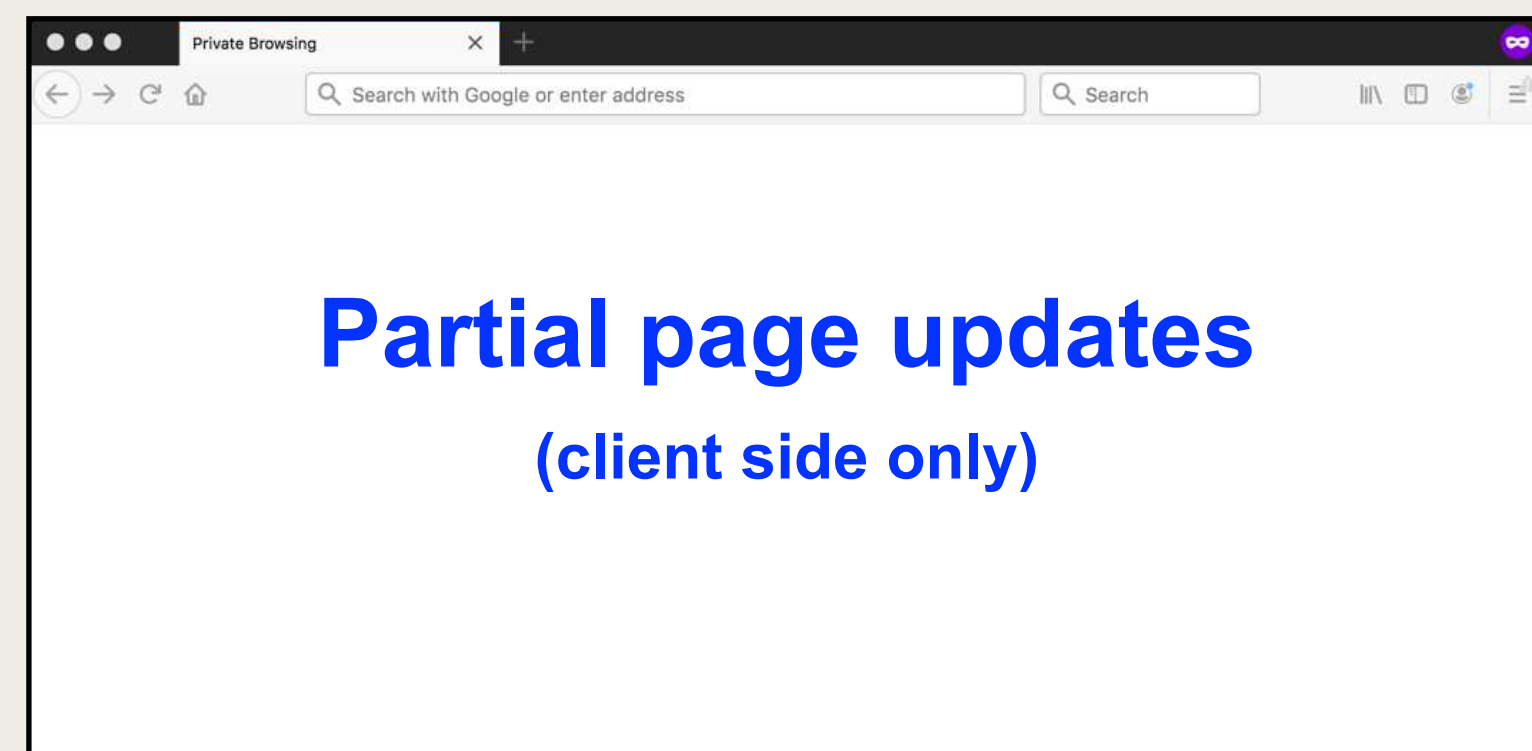 Private Browsing
Search with Google or enter address
Search
Partial page updates
(client side only)